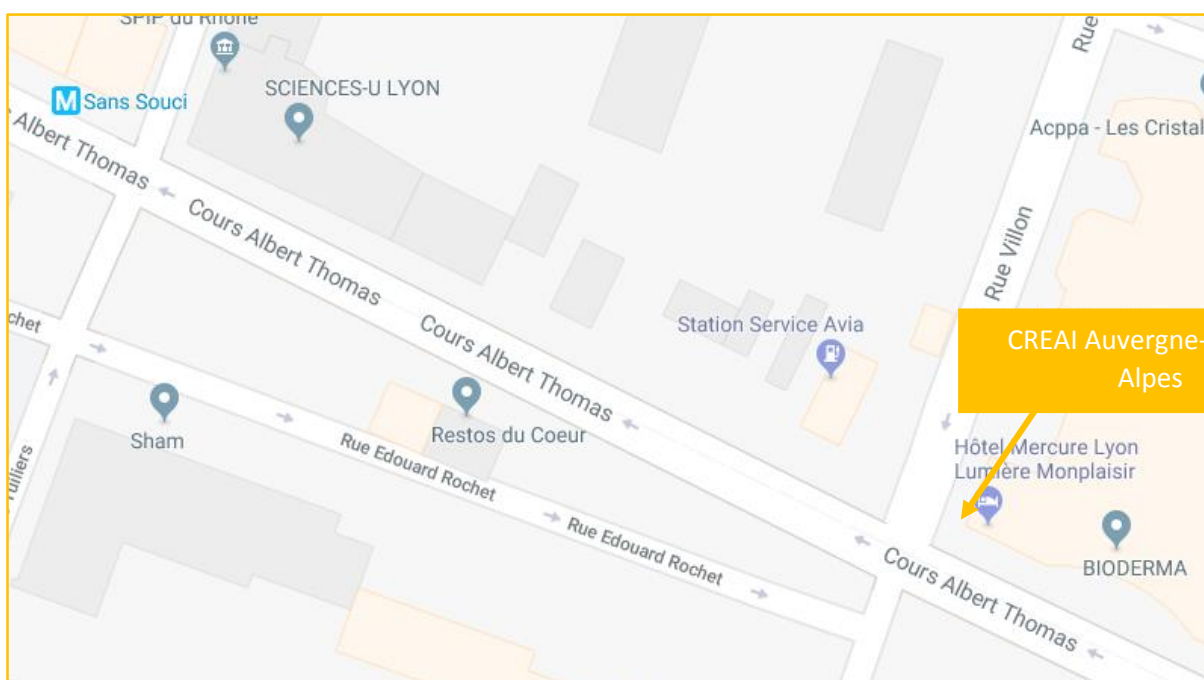 SPIP du Rhône
SCIENCES-U LYON
M Sans Souci
Albert Thomas
Cours Albert Thomas
Cours Albert Thomas
Cours Albert Thomas
Rue
Acppa - Les Cristal
Rue Villon
Station Service Avia
CREAI Auvergne-
Alpes
chet
Sham
Restos du Coeur
Rue Edouard Rochet
Rue Edouard Rochet
Hôtel Mercure Lyon
Lumière Monplaisir
BIODERMA